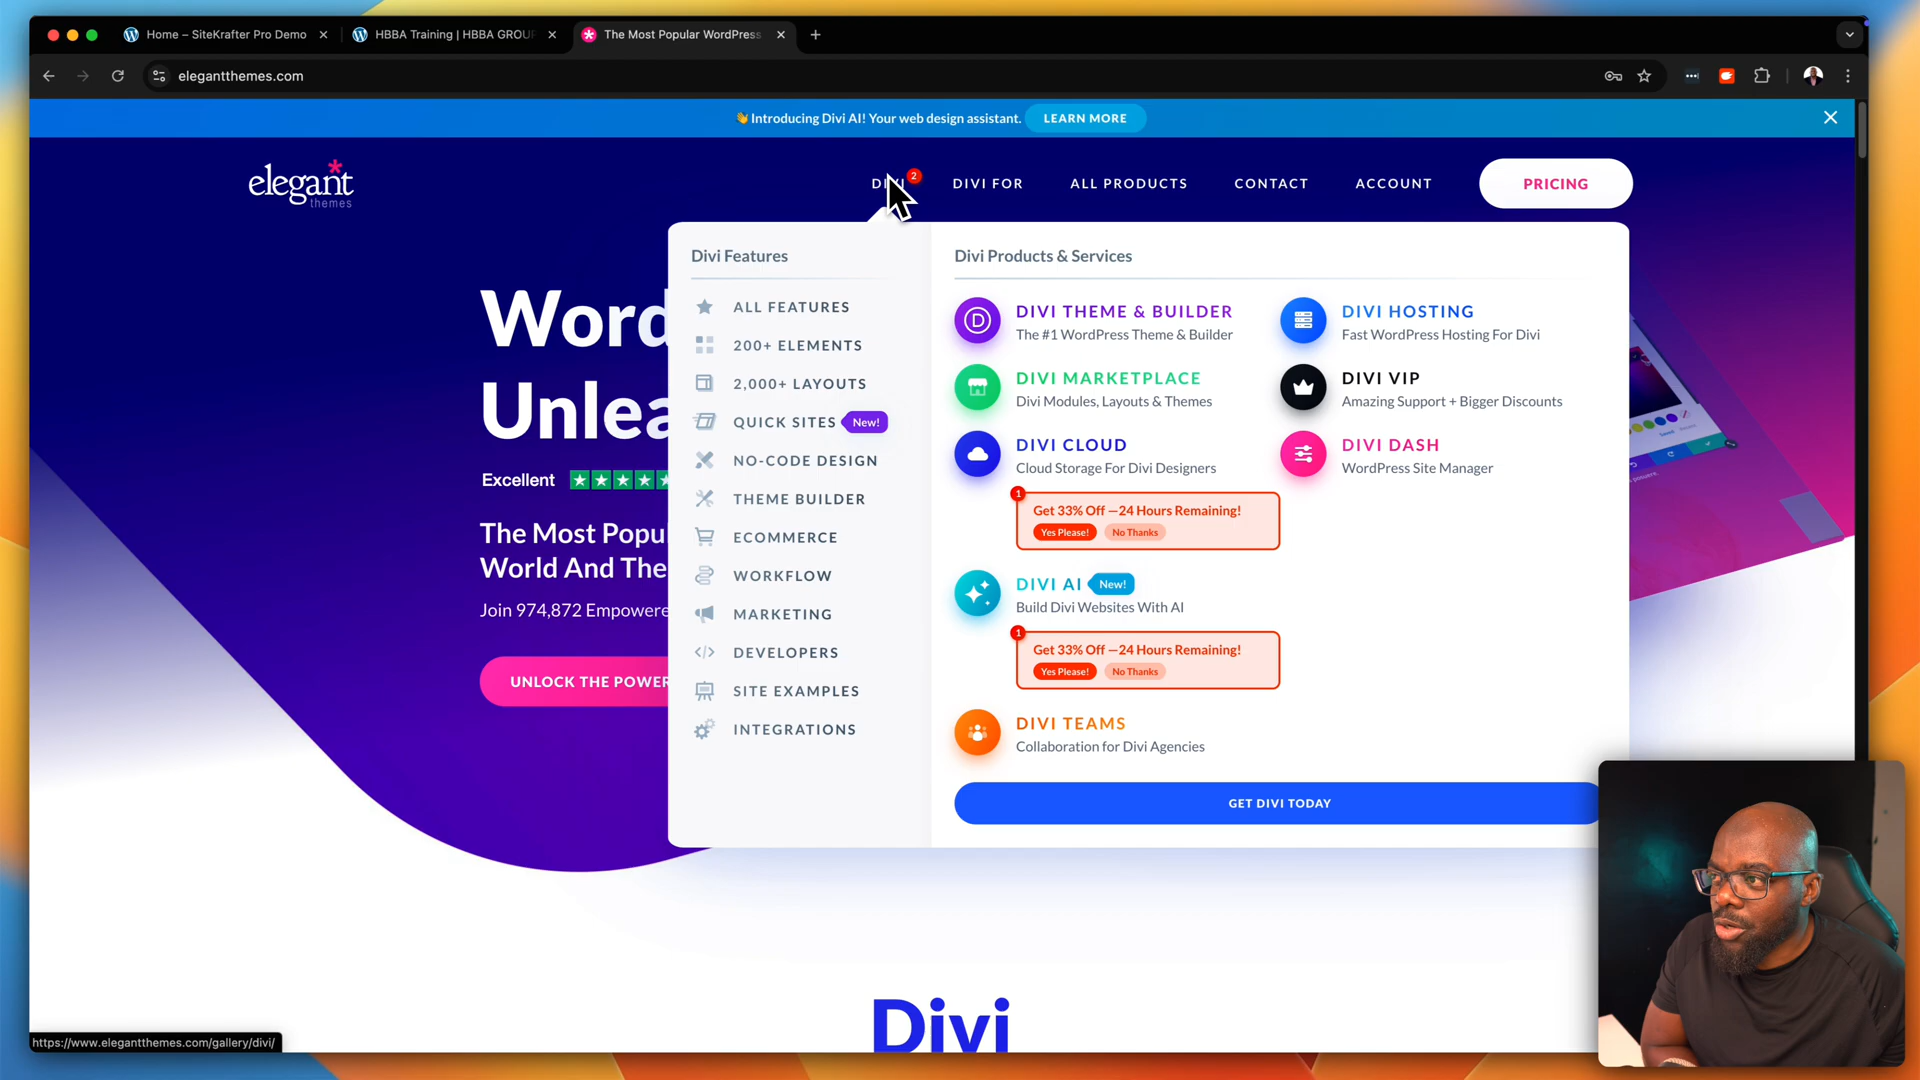 Home – SiteKrafter Pro Demo
HBBA Training | HBBA GROUP
The Most Popular WordPress
elegantthemes.com
👋 Introducing Divi AI! Your web design assistant.
LEARN MORE
elegant
themes
2
DIVI FOR
ALL PRODUCTS
CONTACT
ACCOUNT
PRICING
Divi Features
ALL FEATURES
200+ ELEMENTS
2,000+ LAYOUTS
QUICK SITES New!
NO-CODE DESIGN
THEME BUILDER
ECOMMERCE
WORKFLOW
MARKETING
DEVELOPERS
SITE EXAMPLES
INTEGRATIONS
Divi Products & Services
DIVI THEME & BUILDER
The #1 WordPress Theme & Builder
DIVI HOSTING
Fast WordPress Hosting For Divi
DIVI MARKETPLACE
Divi Modules, Layouts & Themes
DIVI VIP
Amazing Support + Bigger Discounts
DIVI CLOUD
Cloud Storage For Divi Designers
DIVI DASH
WordPress Site Manager
1
Get 33% Off —24 Hours Remaining!
Yes Please! No Thanks
DIVI AI New!
Build Divi Websites With AI
1
Get 33% Off —24 Hours Remaining!
Yes Please! No Thanks
DIVI TEAMS
Collaboration for Divi Agencies
GET DIVI TODAY
Word
Unlea
Excellent
The Most Popu
World And The
Join 974,872 Empowere
UNLOCK THE POWER
Divi
https://www.elegantthemes.com/gallery/divi/